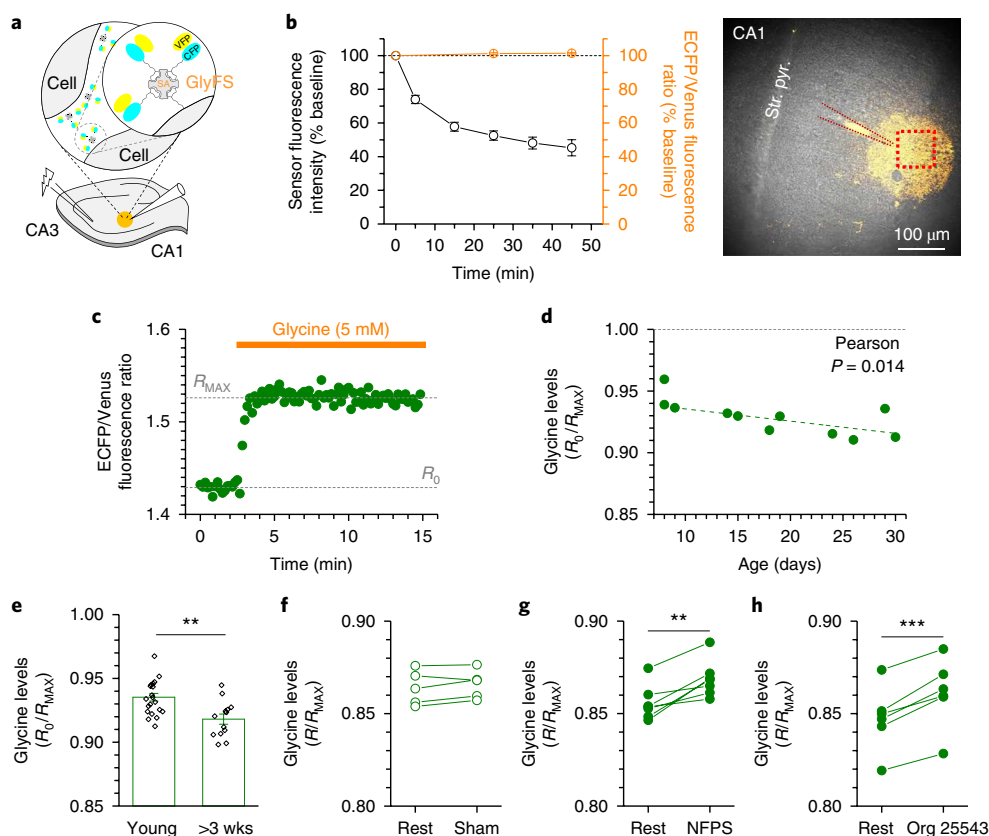 a
Cell
VFP
CFP
SA
GlyFS
Cell
CA3
CA1
b
Sensor fluorescence
intensity (% baseline)
100
80
60
40
20
0
0 10 20 30 40 50
Time (min)
100
80
60
40
20
0
ECFP/Venus fluorescence
ratio (% baseline)
CA1
Str. pyr.
100 μm
c
Glycine (5 mM)
ECFP/Venus
fluorescence ratio
1.6
1.5
1.4
RMAX
R0
0 5 10 15
Time (min)
d
Pearson
P = 0.014
Glycine levels
(R0/RMAX)
1.00
0.95
0.90
0.85
10 15 20 25 30
Age (days)
e
**
Glycine levels
(R0/RMAX)
1.00
0.95
0.90
0.85
Young >3 wks
f
Glycine levels
(R/RMAX)
0.90
0.85
0.80
Rest Sham
g
**
Glycine levels
(R/RMAX)
0.90
0.85
0.80
Rest NFPS
h
***
Glycine levels
(R/RMAX)
0.90
0.85
0.80
Rest Org 25543